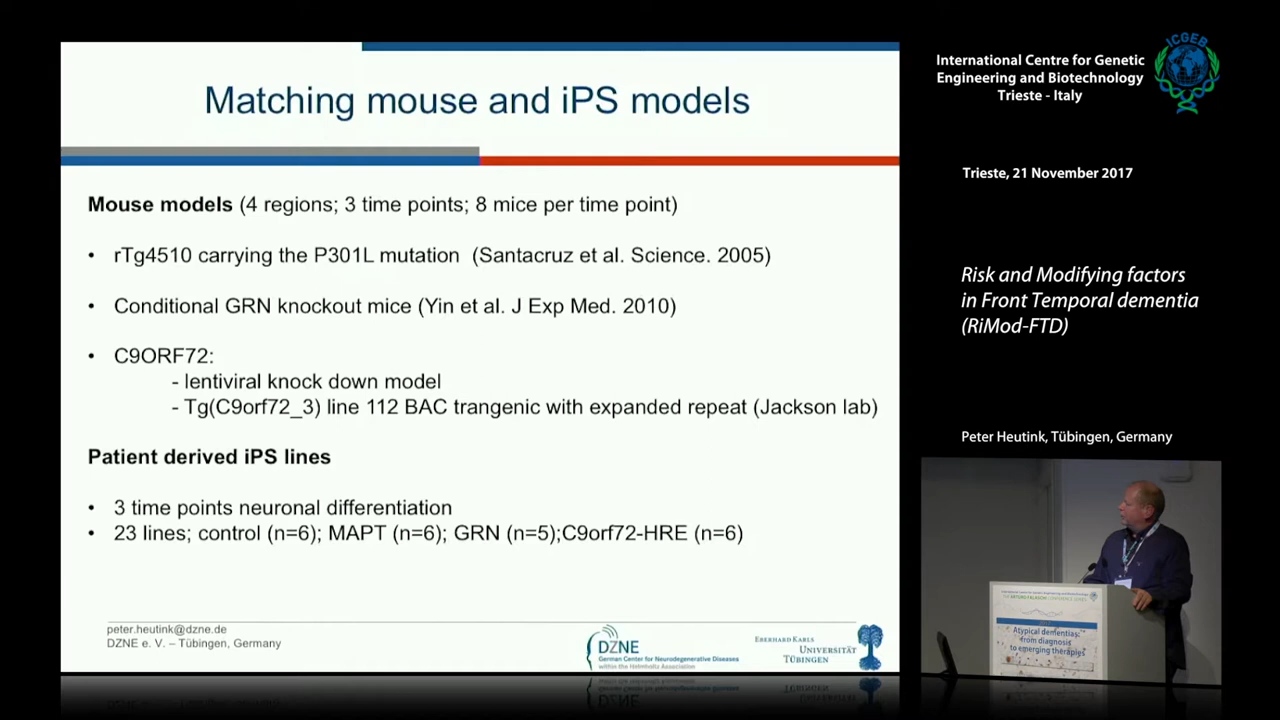 Matching mouse and iPS models
Mouse models (4 regions; 3 time points; 8 mice per time point)
• rTg4510 carrying the P301L mutation (Santacruz et al. Science. 2005)
• Conditional GRN knockout mice (Yin et al. J Exp Med. 2010)
• C9ORF72:
- lentiviral knock down model
- Tg(C9orf72_3) line 112 BAC trangenic with expanded repeat (Jackson lab)
Patient derived iPS lines
• 3 time points neuronal differentiation
• 23 lines; control (n=6); MAPT (n=6); GRN (n=5);C9orf72-HRE (n=6)
peter.heutink@dzne.de
DZNE e. V. – Tübingen, Germany
DZNE
German Center for Neurodegenerative Diseases
within the Helmholtz Association
EBERHARD KARLS
UNIVERSITÄT
TÜBINGEN
International Centre for Genetic
Engineering and Biotechnology
Trieste - Italy
ICGEB
Trieste, 21 November 2017
Risk and Modifying factors
in Front Temporal dementia
(RiMod-FTD)
Peter Heutink, Tübingen, Germany
Atypical dementias:
from diagnosis
to emerging therapies